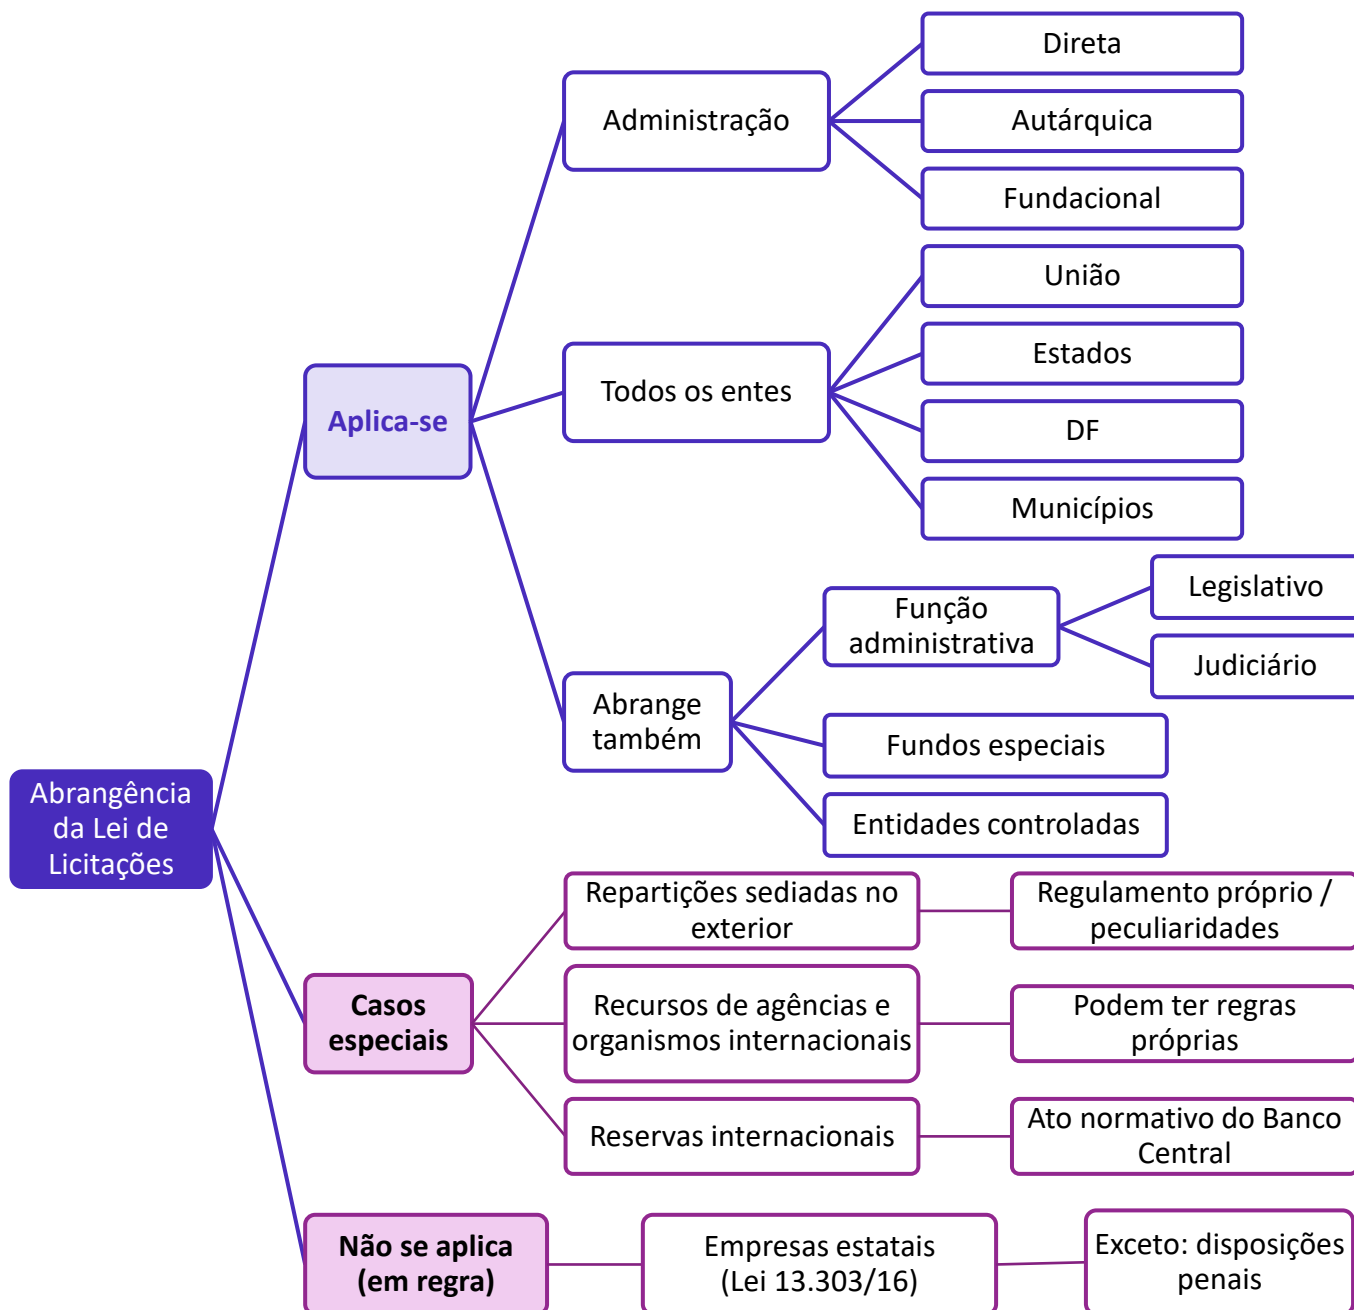 Abrangência
da Lei de
Licitações
Aplica-se
Administração
Direta
Autárquica
Fundacional
Todos os entes
União
Estados
DF
Municípios
Abrange
também
Função
administrativa
Legislativo
Judiciário
Fundos especiais
Entidades controladas
Casos
especiais
Repartições sediadas no
exterior
Regulamento próprio /
peculiaridades
Recursos de agências e
organismos internacionais
Podem ter regras
próprias
Reservas internacionais
Ato normativo do Banco
Central
Não se aplica
(em regra)
Empresas estatais
(Lei 13.303/16)
Exceto: disposições
penais